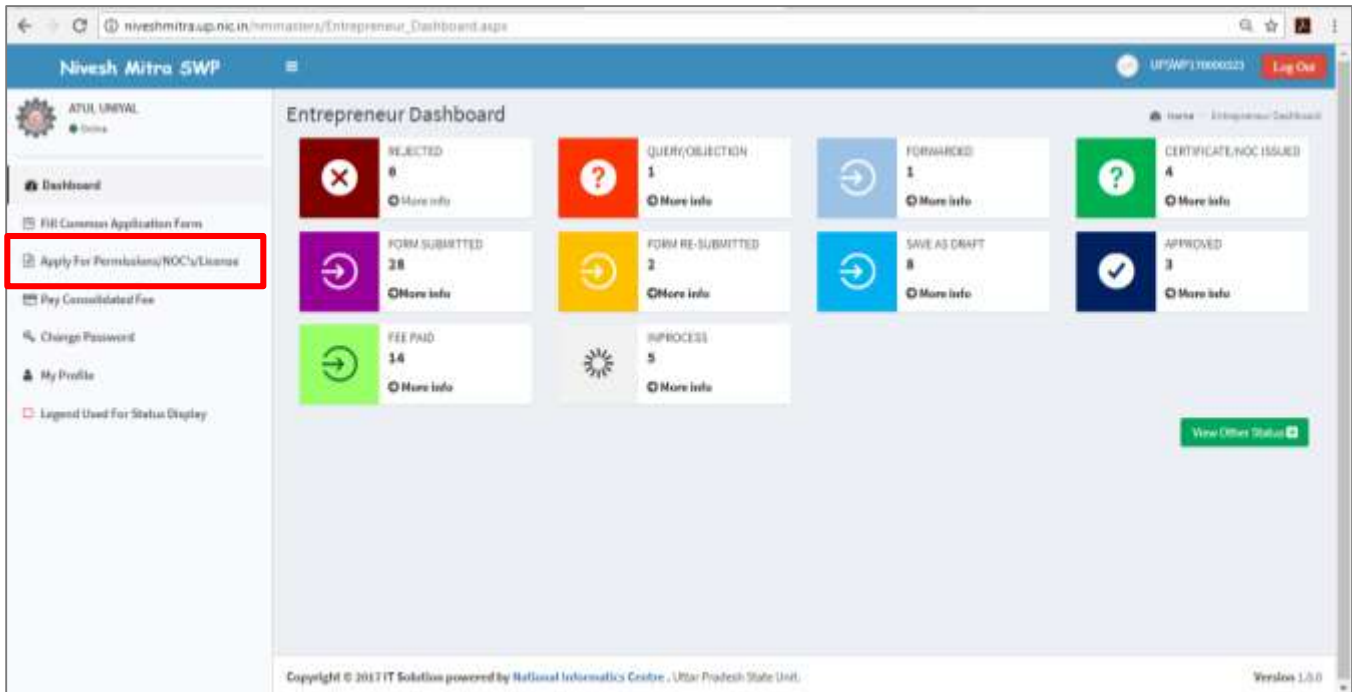 niveshmitra.up.nic.in/nmmasters/Entrepreneur_Dashboard.aspx
Nivesh Mitra SWP
Log Out
ATUL UNIYAL
Online
Entrepreneur Dashboard
Home
Entrepreneur Dashboard
Dashboard
Fill Common Application Form
Apply For Permissions/NOC's/License
Pay Consolidated Fee
Change Password
My Profile
Legend Used For Status Display
REJECTED
More info
QUERY/OBJECTION
1
More info
FORWARDED
1
More info
CERTIFICATE/NOC ISSUED
4
More info
FORM SUBMITTED
28
More info
FORM RE-SUBMITTED
2
More info
SAVE AS DRAFT
8
More info
APPROVED
3
More info
FEE PAID
14
More info
INPROCESS
5
More info
View Other Status
Copyright © 2017 IT Solution powered by National Informatics Centre . Uttar Pradesh State Unit.
Version 1.0.0